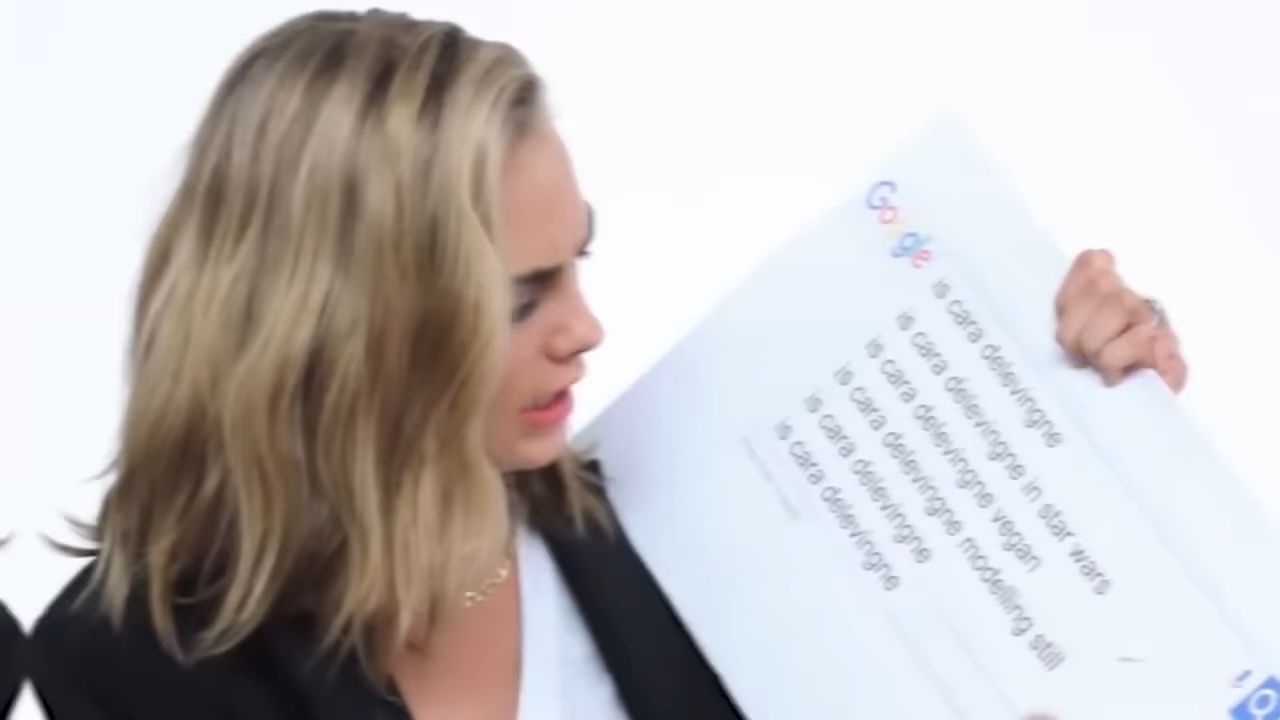 Google
is cara delevingne
is cara delevingne in star wars
is cara delevingne vegan
is cara delevingne modelling still
is cara delevingne
is cara delevingne